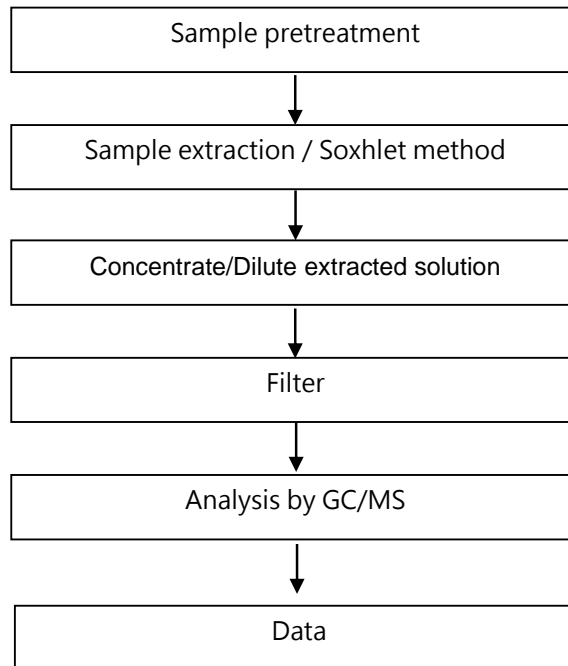 Sample pretreatment
Sample extraction / Soxhlet method
Concentrate/Dilute extracted solution
Filter
Analysis by GC/MS
Data